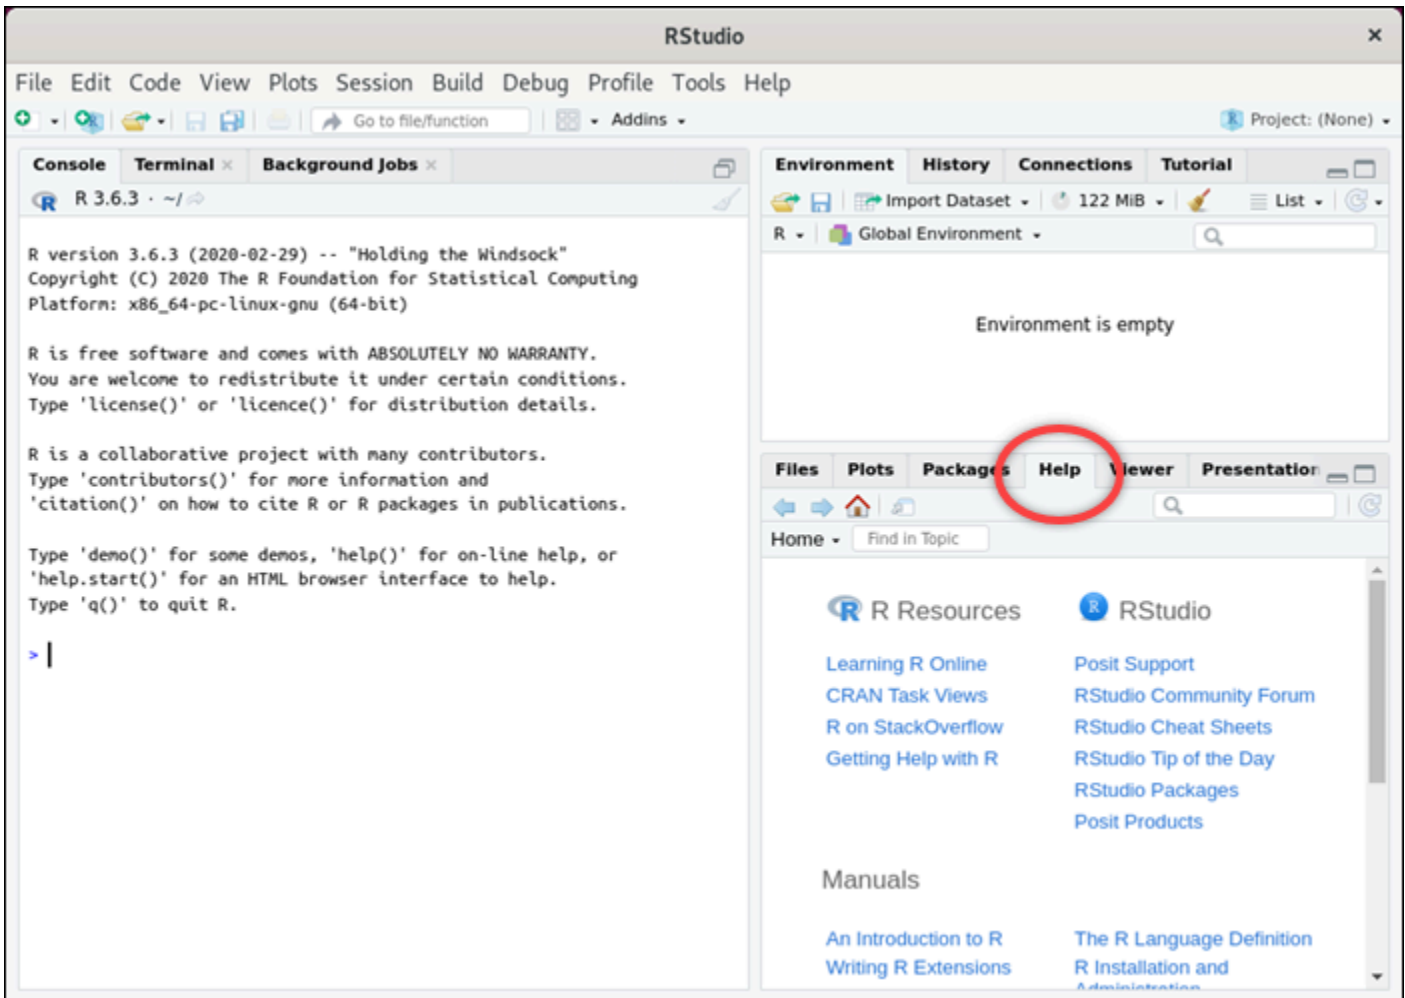 RStudio
File Edit Code View Plots Session Build Debug Profile Tools Help
Go to file/function Addins Project: (None)
Console Terminal Background Jobs
R 3.6.3 · ~/
R version 3.6.3 (2020-02-29) -- "Holding the Windsock"
Copyright (C) 2020 The R Foundation for Statistical Computing
Platform: x86_64-pc-linux-gnu (64-bit)
R is free software and comes with ABSOLUTELY NO WARRANTY.
You are welcome to redistribute it under certain conditions.
Type 'license()' or 'licence()' for distribution details.
R is a collaborative project with many contributors.
Type 'contributors()' for more information and
'citation()' on how to cite R or R packages in publications.
Type 'demo()' for some demos, 'help()' for on-line help, or
'help.start()' for an HTML browser interface to help.
Type 'q()' to quit R.
>
Environment History Connections Tutorial
Import Dataset 122 MiB List
R Global Environment
Environment is empty
Files Plots Packages Help Viewer Presentation
Home Find in Topic
R Resources
Learning R Online
CRAN Task Views
R on StackOverflow
Getting Help with R
RStudio
Posit Support
RStudio Community Forum
RStudio Cheat Sheets
RStudio Tip of the Day
RStudio Packages
Posit Products
Manuals
An Introduction to R
Writing R Extensions
The R Language Definition
R Installation and
Administration